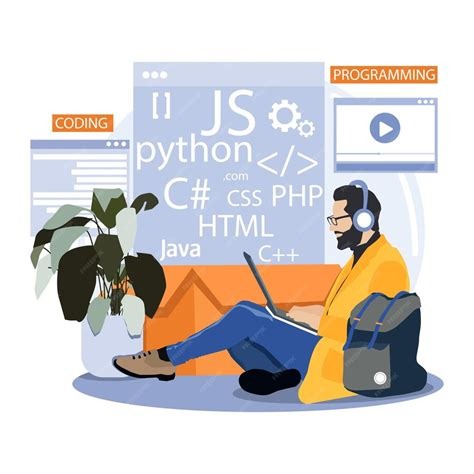 PROGRAMMING
CODING
[] JS
python
.com
</>
C# css PHP
HTML
Java
C++